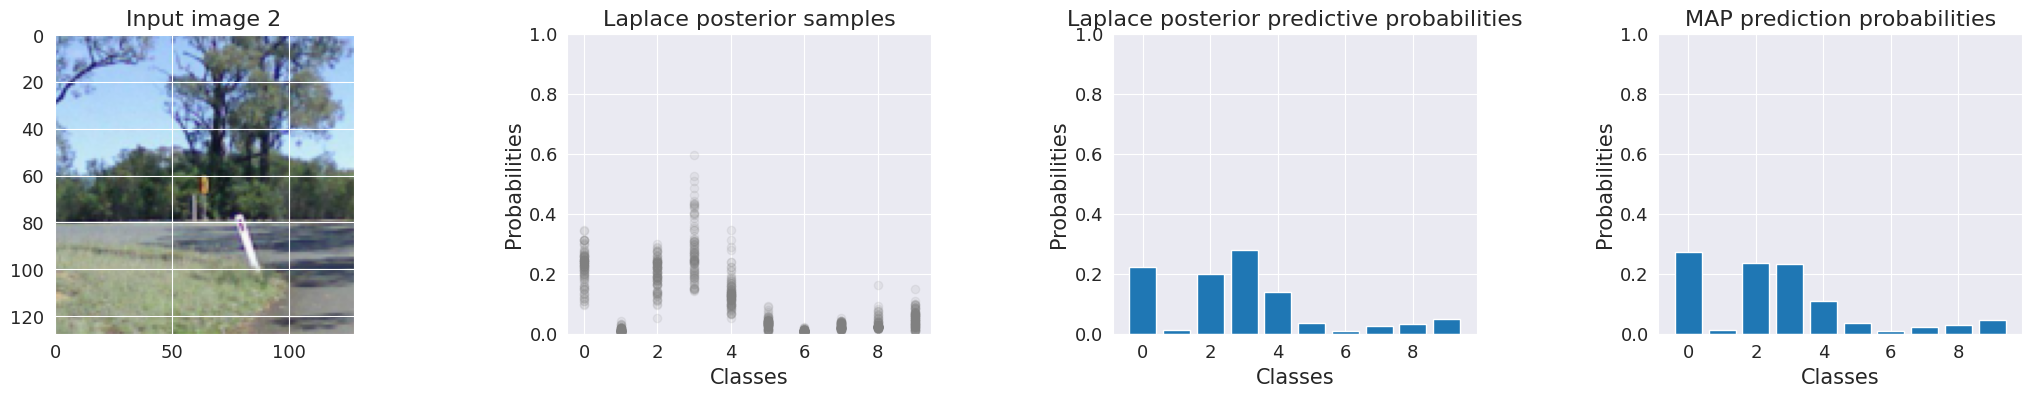 Input image 2
0
20
40
60
80
100
120
0 50 100
Laplace posterior samples
Probabilities
1.0
0.8
0.6
0.4
0.2
0.0
0 2 4 6 8
Classes
Laplace posterior predictive probabilities
Probabilities
1.0
0.8
0.6
0.4
0.2
0.0
0 2 4 6 8
Classes
MAP prediction probabilities
Probabilities
1.0
0.8
0.6
0.4
0.2
0.0
0 2 4 6 8
Classes